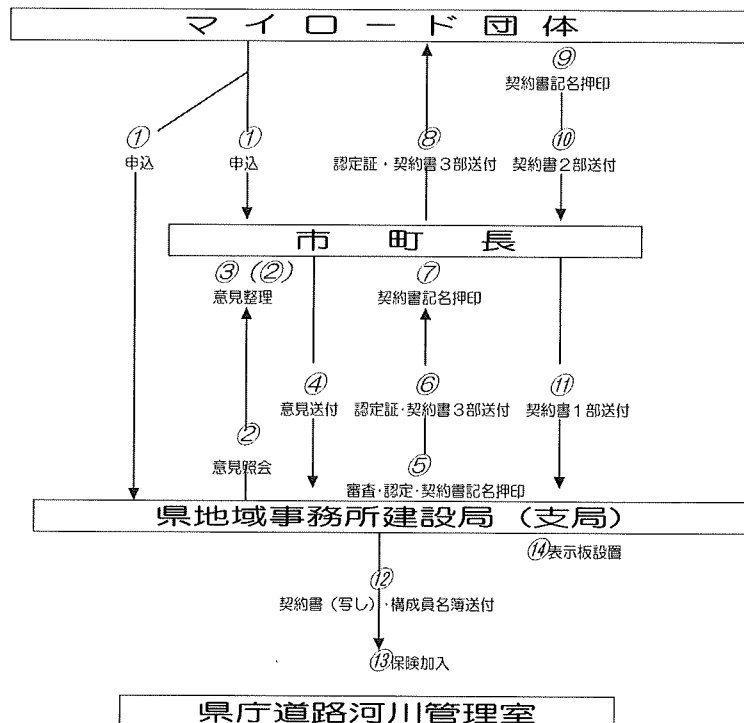 マイロード団体
⑨
契約書記名押印
①
申込
①
申込
⑧
認定証・契約書3部送付
⑩
契約書2部送付
市町長
③(②)
意見整理
⑦
契約書記名押印
④
意見送付
⑥
認定証・契約書3部送付
⑪
契約書1部送付
②
意見照会
⑤
審査・認定・契約書記名押印
県地域事務所建設局(支局)
⑭表示板設置
⑫
契約書(写し)・構成員名簿送付
⑬保険加入
県庁道路河川管理室